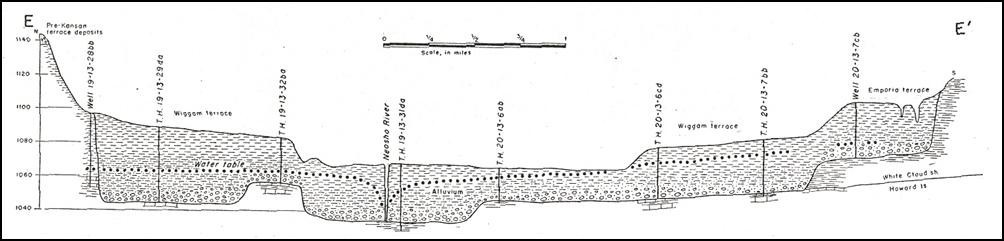 E
E'
N
Pre-Kansan
terrace deposits
1140
1120
1100
1080
1060
1040
0
1/4
1/2
3/4
1
Scale, in miles
S
Well 19-13-28bb
T.H. 19-13-29da
Wiggam terrace
T.H. 19-13-32ba
Neosho River
T.H. 19-13-31da
T.H. 20-13-6ab
T.H. 20-13-6cd
Wiggam terrace
T.H. 20-13-7bb
Well 20-13-7cb
Emporia terrace
Water table
Alluvium
White Cloud sh
Howard ls